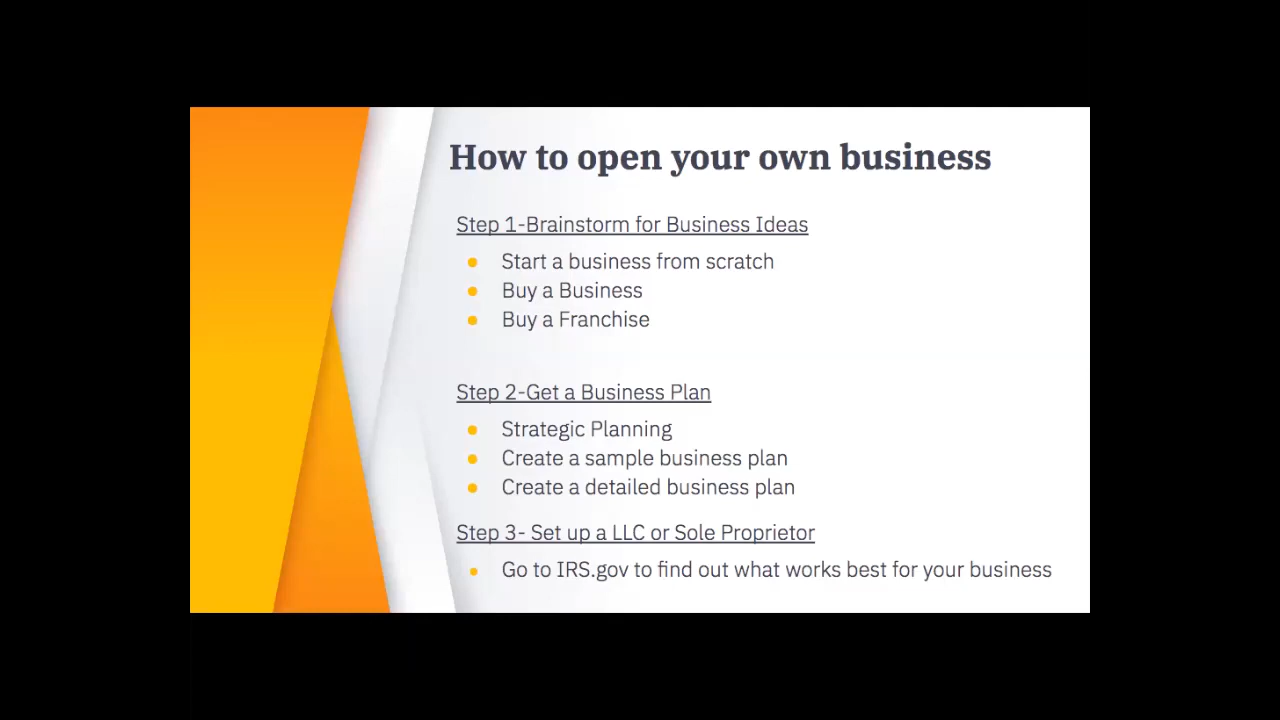 How to open your own business
Step 1-Brainstorm for Business Ideas
● Start a business from scratch
● Buy a Business
● Buy a Franchise
Step 2-Get a Business Plan
● Strategic Planning
● Create a sample business plan
● Create a detailed business plan
Step 3- Set up a LLC or Sole Proprietor
● Go to IRS.gov to find out what works best for your business